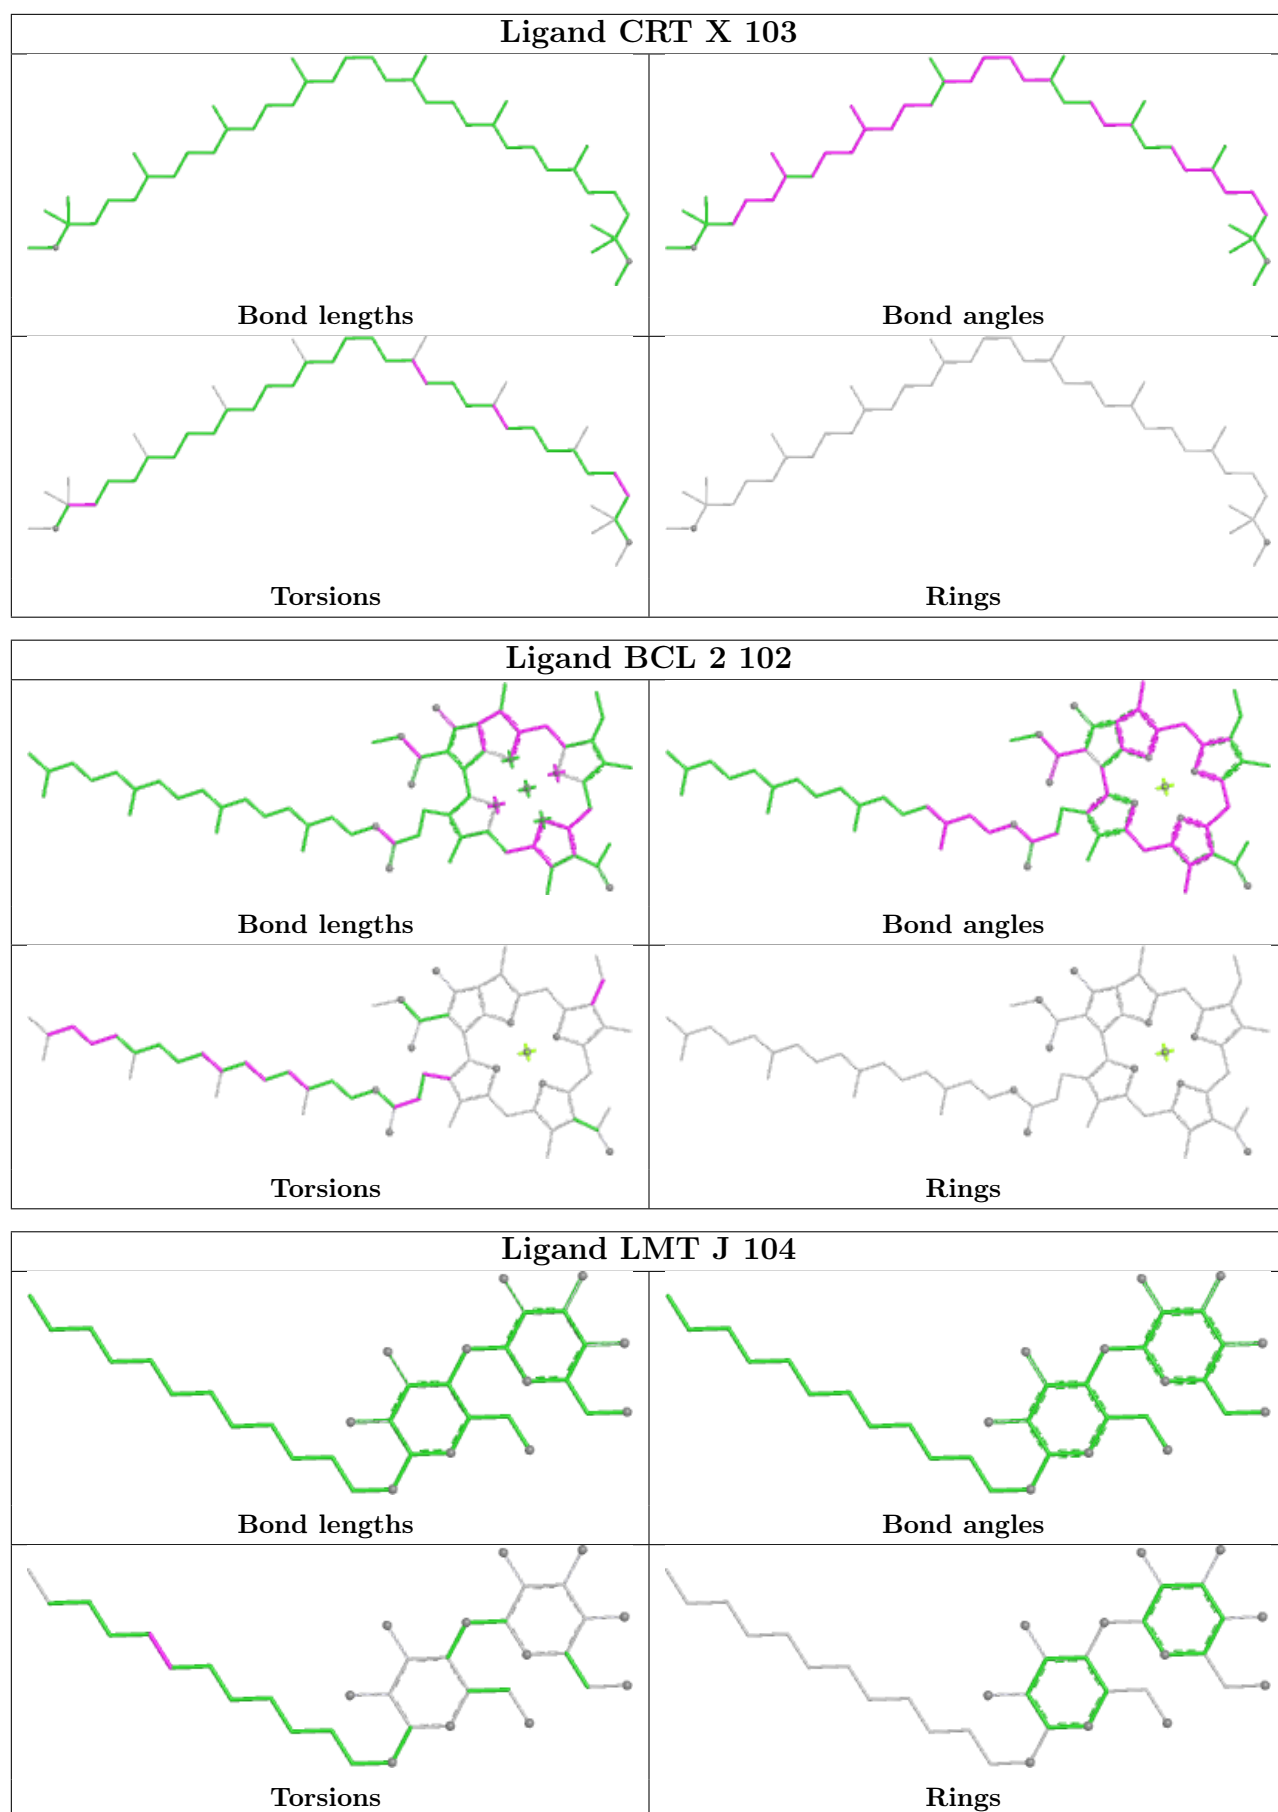 Ligand CRT X 103
Bond lengths
Bond angles
Torsions
Rings
Ligand BCL 2 102
Bond lengths
Bond angles
Torsions
Rings
Ligand LMT J 104
Bond lengths
Bond angles
Torsions
Rings